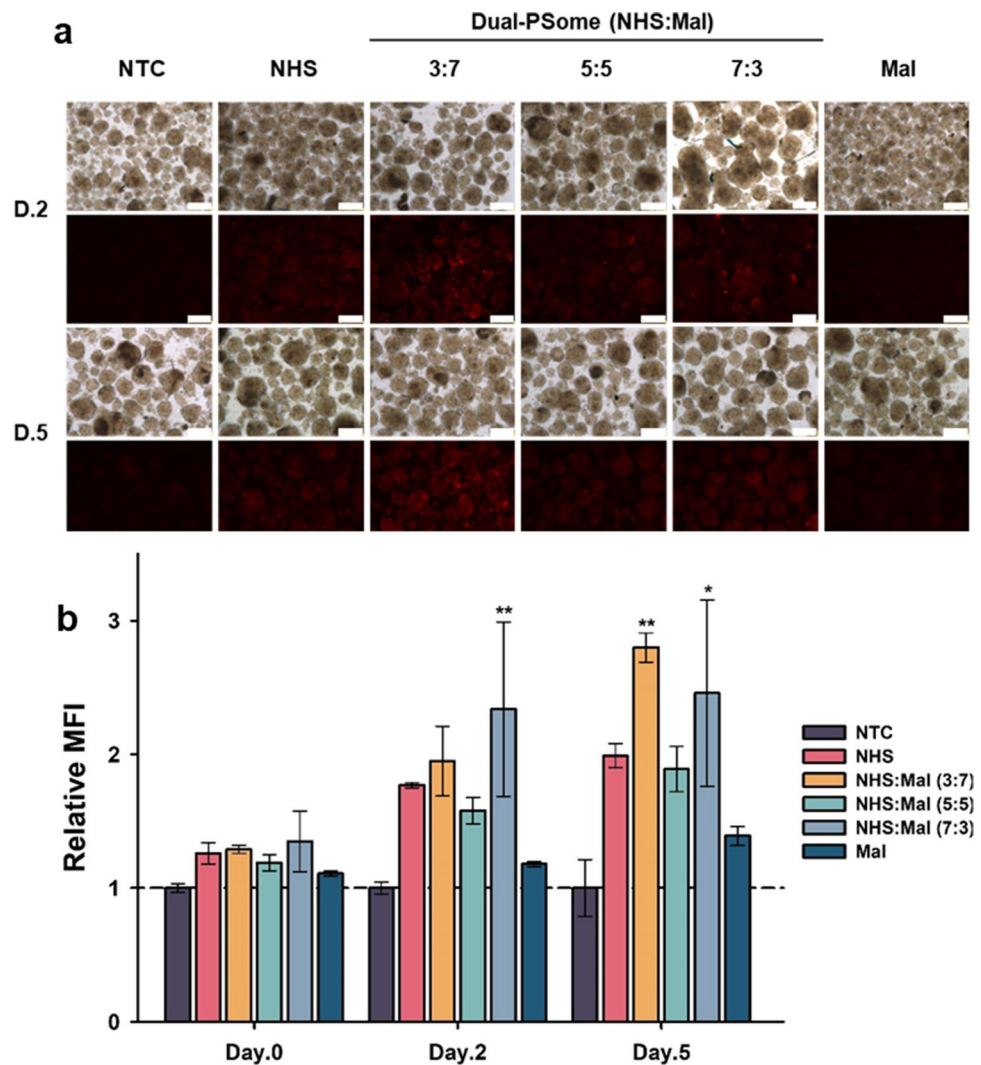 a
Dual-PSome (NHS:Mal)
NTC NHS 3:7 5:5 7:3 Mal
D.2
D.5
b
Relative MFI
3
2
1
0
** ** *
Day.0 Day.2 Day.5
NTC
NHS
NHS:Mal (3:7)
NHS:Mal (5:5)
NHS:Mal (7:3)
Mal